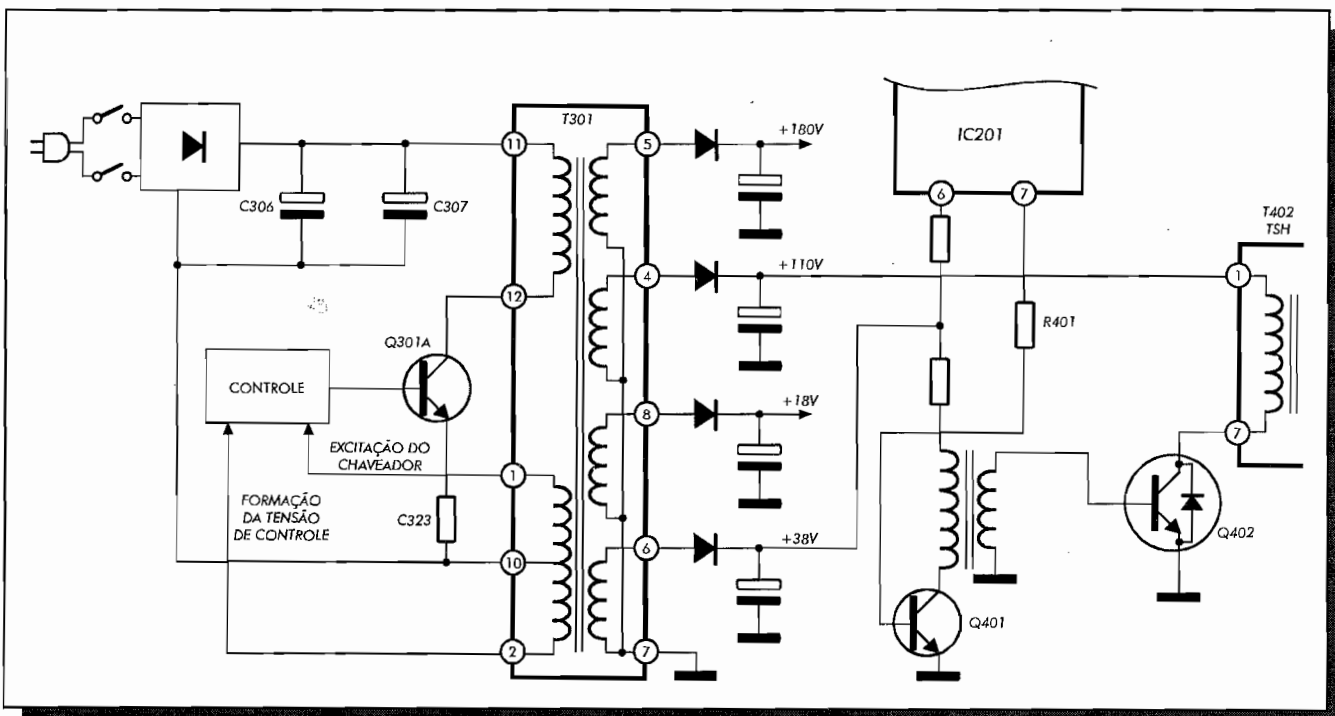 T301
11
5
+180V
C306
C307
IC201
6
7
T402
TSH
4
+110V
1
12
R401
Q301A
CONTROLE
8
+18V
7
EXCITAÇÃO DO
CHAVEADOR
1
FORMAÇÃO
DA TENSÃO
DE CONTROLE
C323
Q402
6
+38V
10
Q401
2
7